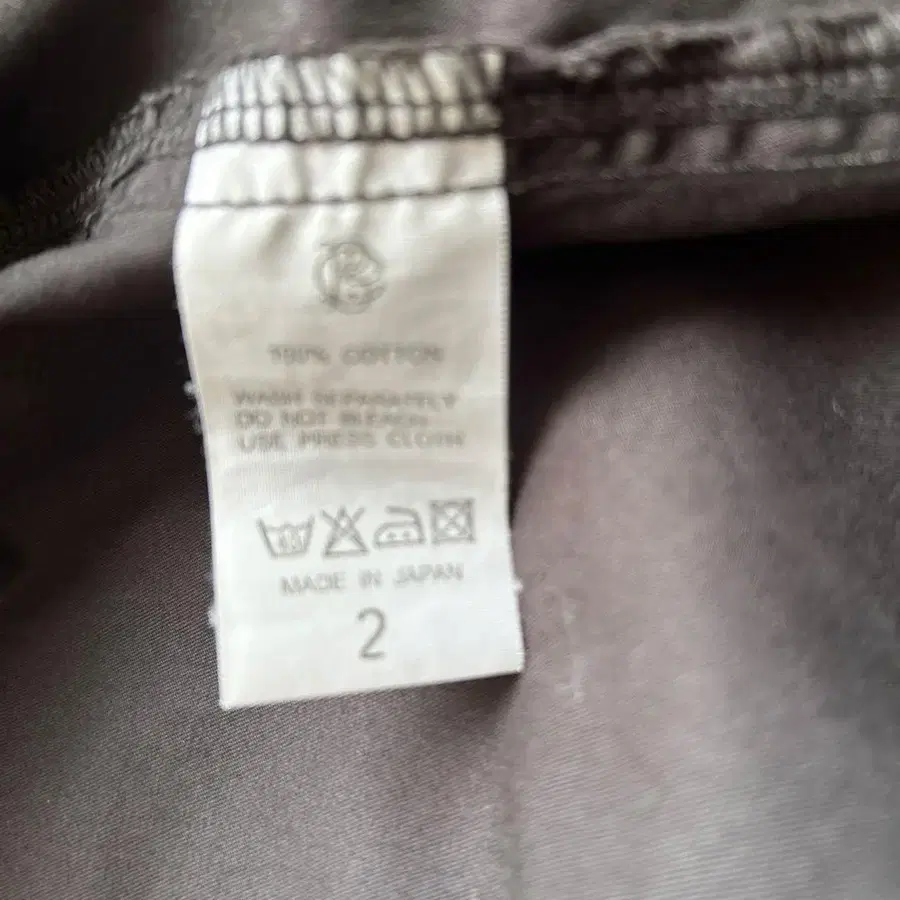 100% COTTON
WASH SEPARATELY
DO NOT BLEACH
USE PRESS CLOTH
MADE IN JAPAN
2